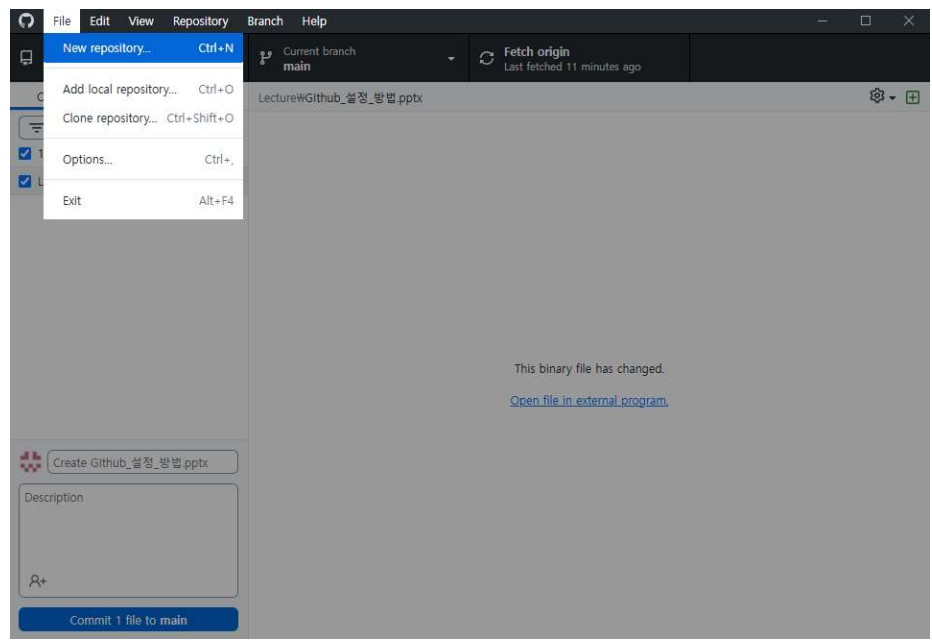 File Edit View Repository Branch Help
New repository... Ctrl+N
Add local repository... Ctrl+O
Clone repository... Ctrl+Shift+O
Options... Ctrl+,
Exit Alt+F4
Current branch
main
Fetch origin
Last fetched 11 minutes ago
Lecture₩GIthub_설정_방법.pptx
This binary file has changed.
Open file in external program.
Create GIthub_설정_방법.pptx
Description
Commit 1 file to main